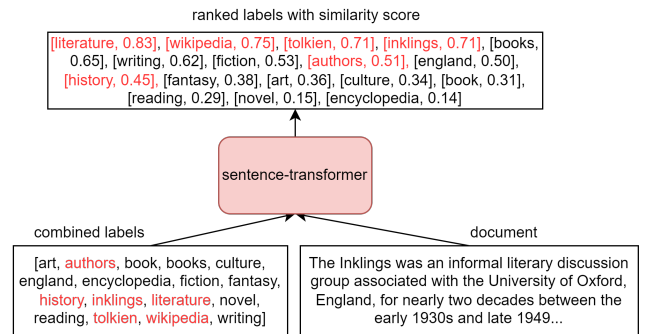 ranked labels with similarity score
[literature, 0.83], [wikipedia, 0.75], [tolkien, 0.71], [inklings, 0.71], [books,
0.65], [writing, 0.62], [fiction, 0.53], [authors, 0.51], [england, 0.50],
[history, 0.45], [fantasy, 0.38], [art, 0.36], [culture, 0.34], [book, 0.31],
[reading, 0.29], [novel, 0.15], [encyclopedia, 0.14]
sentence-transformer
combined labels
[art, authors, book, books, culture,
england, encyclopedia, fiction, fantasy,
history, inklings, literature, novel,
reading, tolkien, wikipedia, writing]
document
The Inklings was an informal literary discussion
group associated with the University of Oxford,
England, for nearly two decades between the
early 1930s and late 1949...